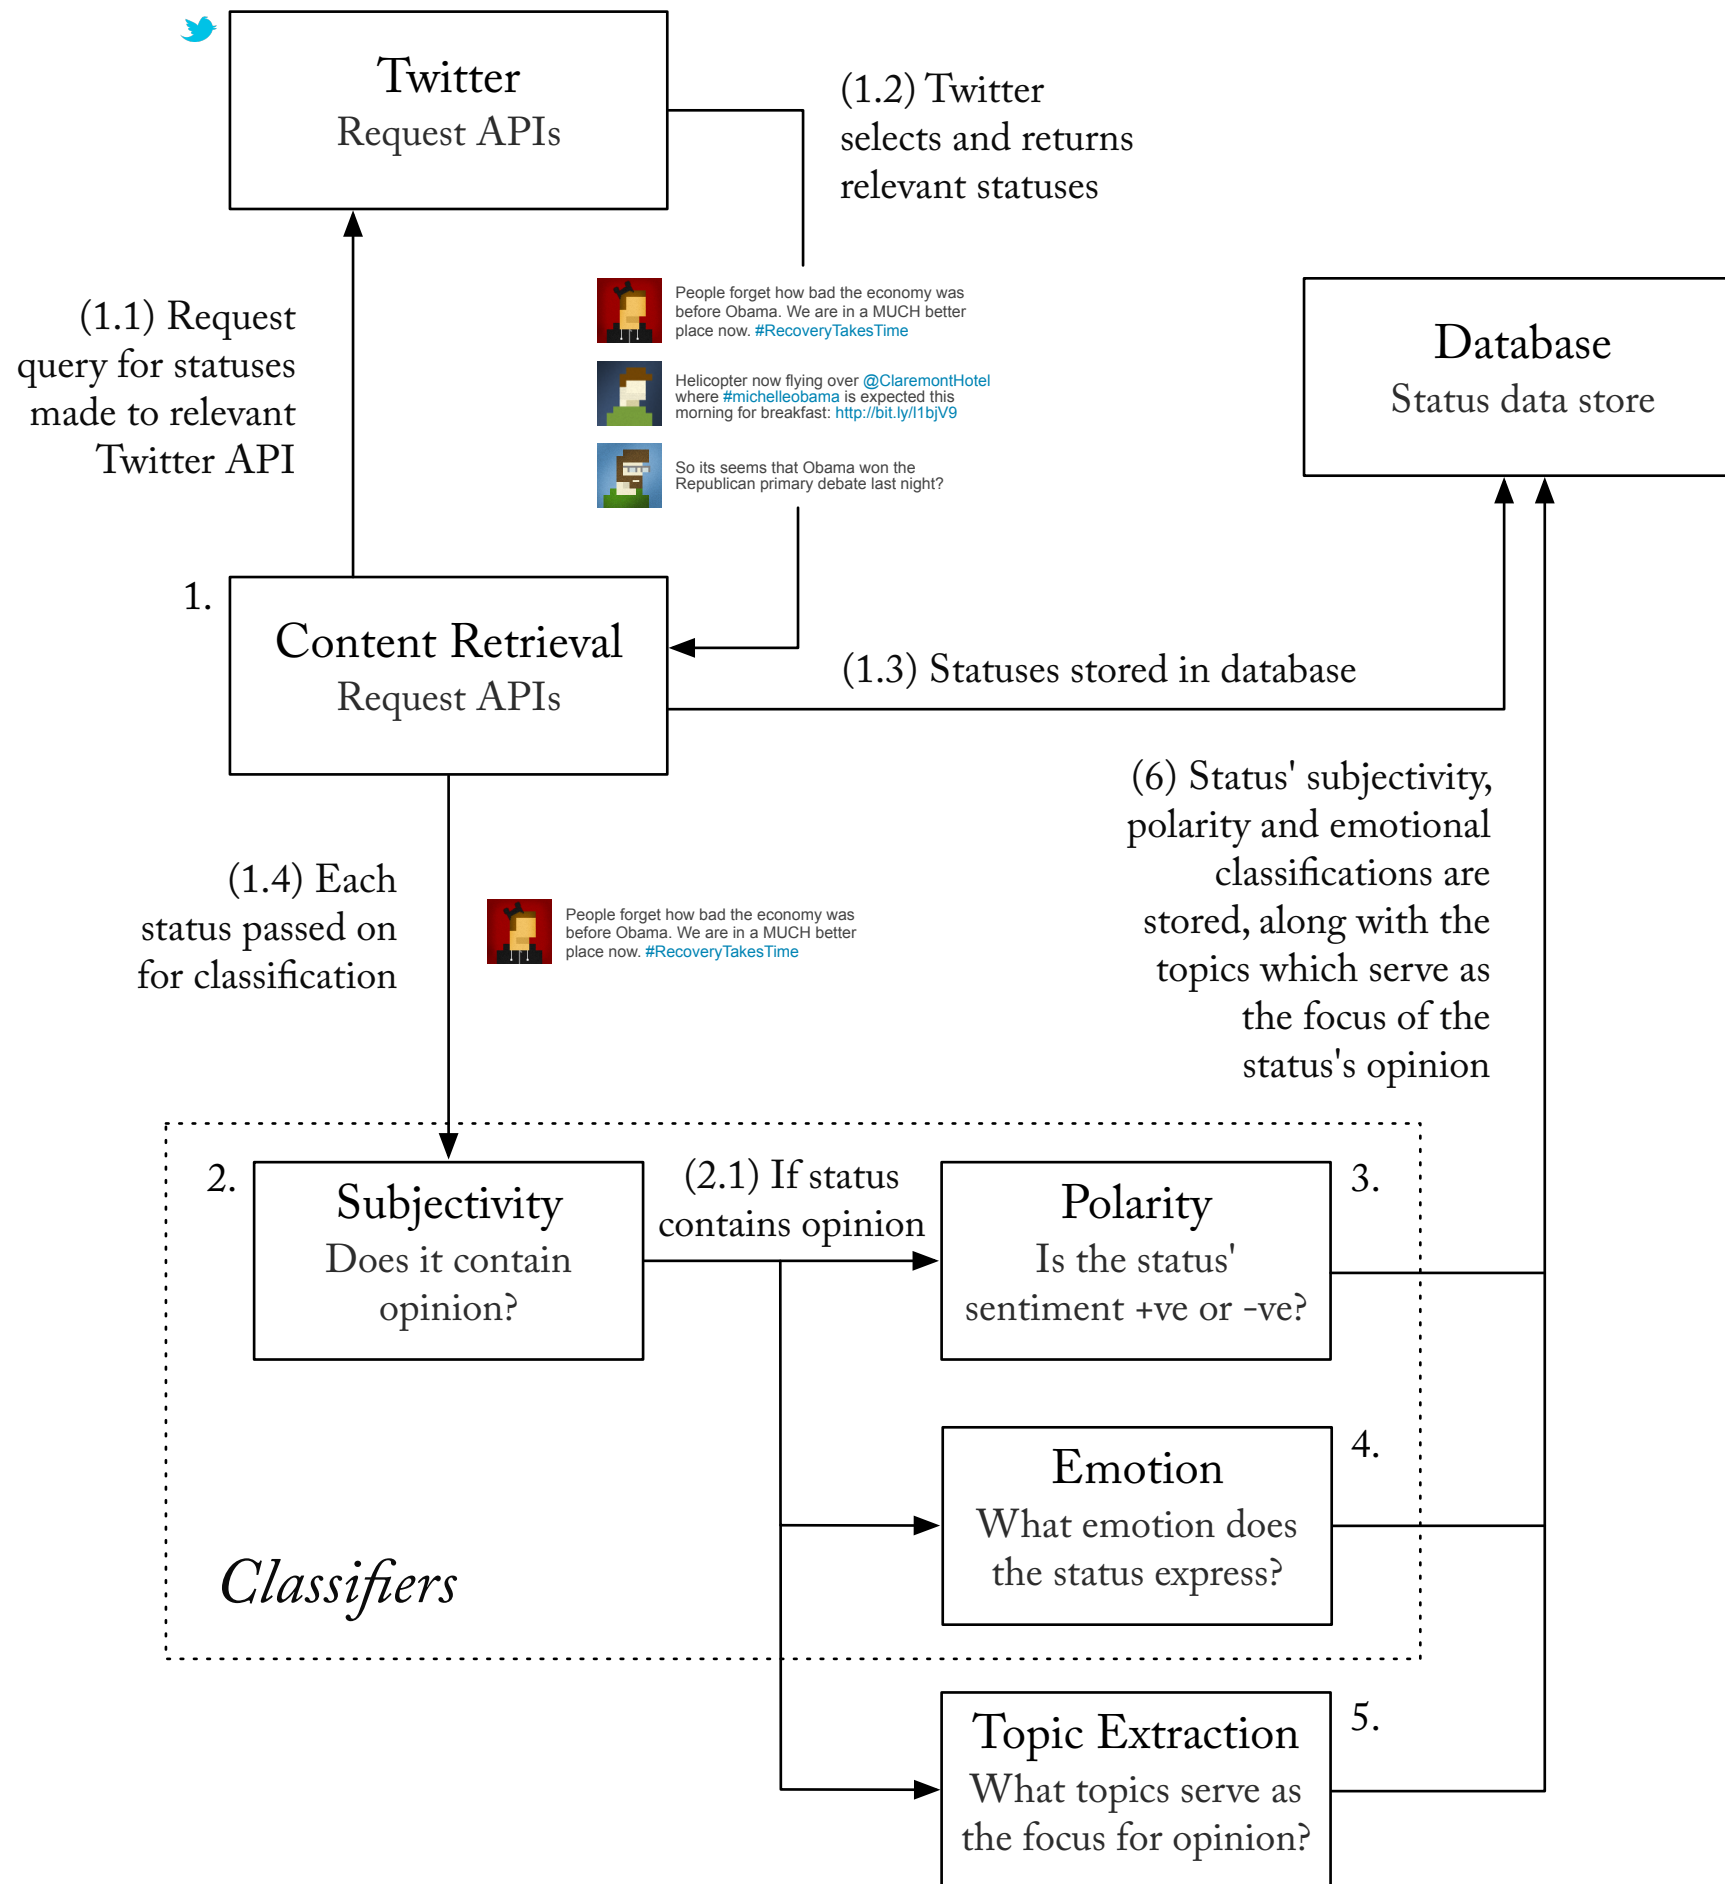 Twitter
Request APIs
(1.2) Twitter
selects and returns
relevant statuses
(1.1) Request
query for statuses
made to relevant
Twitter API
People forget how bad the economy was
before Obama. We are in a MUCH better
place now. #RecoveryTakesTime
Helicopter now flying over @ClaremontHotel
where #michelleobama is expected this
morning for breakfast: http://bit.ly/l1bjV9
So its seems that Obama won the
Republican primary debate last night?
Database
Status data store
1.
Content Retrieval
Request APIs
(1.3) Statuses stored in database
(1.4) Each
status passed on
for classification
People forget how bad the economy was
before Obama. We are in a MUCH better
place now. #RecoveryTakesTime
(6) Status' subjectivity,
polarity and emotional
classifications are
stored, along with the
topics which serve as
the focus of the
status's opinion
2.
Subjectivity
Does it contain
opinion?
(2.1) If status
contains opinion
Polarity
Is the status'
sentiment +ve or -ve?
3.
Emotion
What emotion does
the status express?
4.
Classifiers
Topic Extraction
What topics serve as
the focus for opinion?
5.